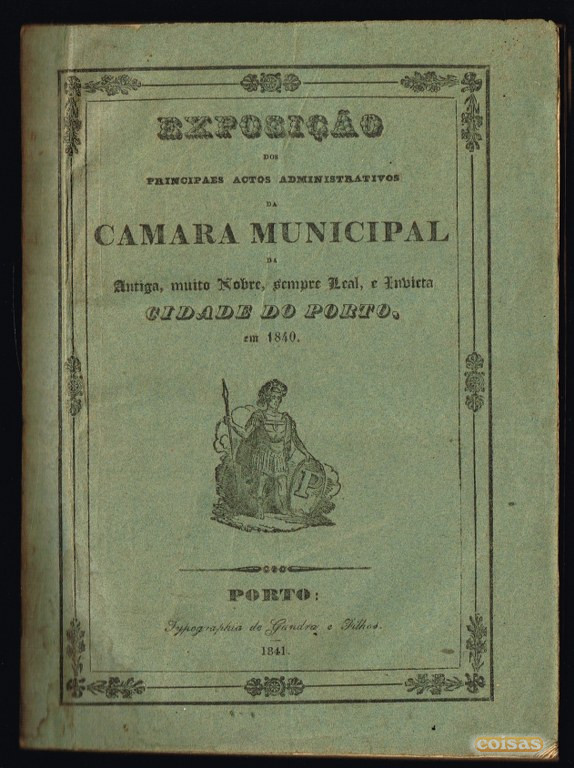 EXPOSIÇÃO
DOS
PRINCIPAES ACTOS ADMINISTRATIVOS
DA
CAMARA MUNICIPAL
DA
Antiga, muito Nobre, sempre Leal, e Invicta
CIDADE DO PORTO,
em 1840.
P
PORTO:
Typographia de Gandra e Filhos.
1841.
coisas